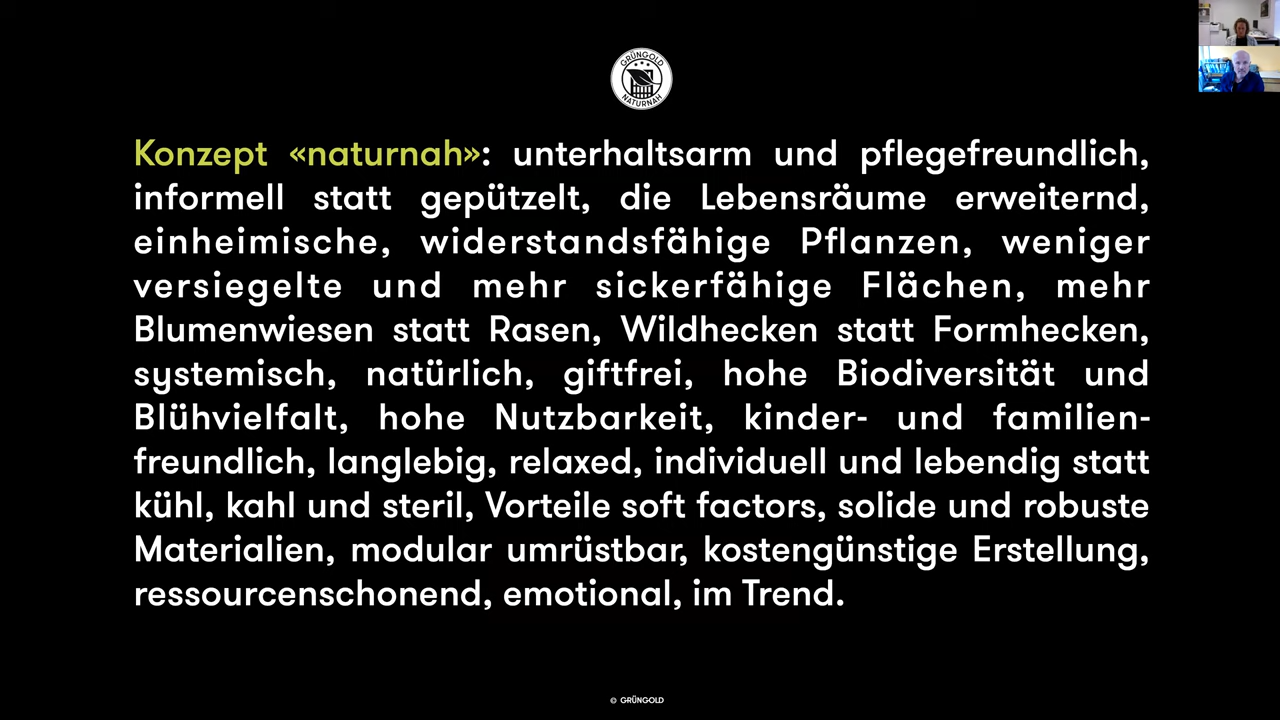 GRÜNGOLD
NATURNAH
Konzept «naturnah»: unterhaltsarm und pflegefreundlich,
informell statt gepützelt, die Lebensräume erweiternd,
einheimische, widerstandsfähige Pflanzen, weniger
versiegelte und mehr sickerfähige Flächen, mehr
Blumenwiesen statt Rasen, Wildhecken statt Formhecken,
systemisch, natürlich, giftfrei, hohe Biodiversität und
Blühvielfalt, hohe Nutzbarkeit, kinder- und familien-
freundlich, langlebig, relaxed, individuell und lebendig statt
kühl, kahl und steril, Vorteile soft factors, solide und robuste
Materialien, modular umrüstbar, kostengünstige Erstellung,
ressourcenschonend, emotional, im Trend.
© GRÜNGOLD